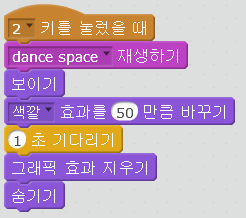 2 키를 눌렀을 때
dance space 재생하기
보이기
색깔 효과를 50 만큼 바꾸기
1 초 기다리기
그래픽 효과 지우기
숨기기